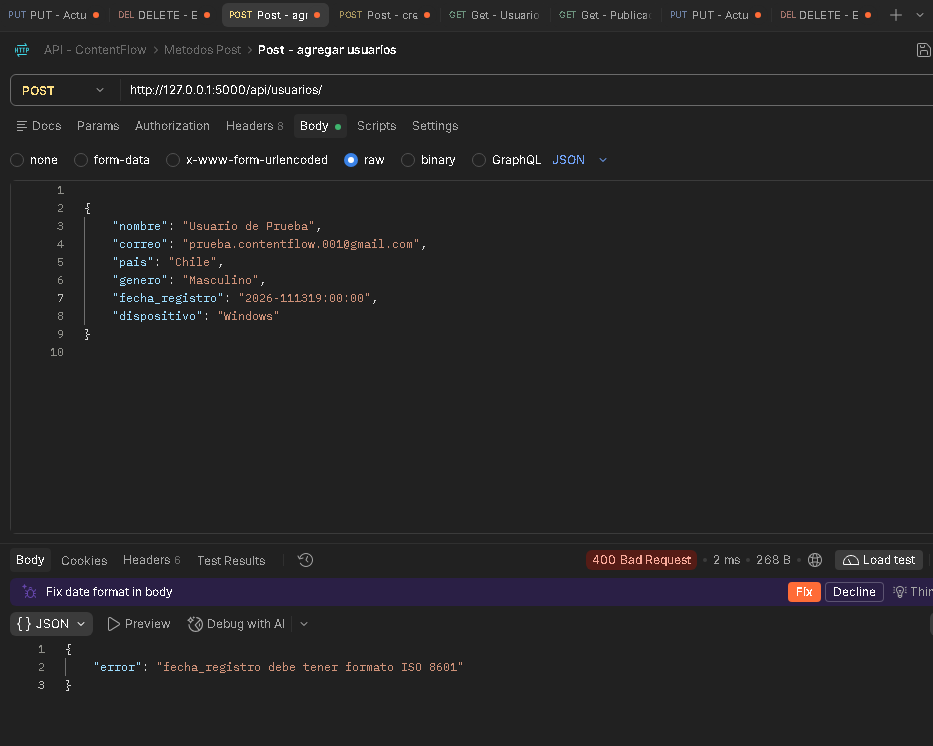 PUT PUT - Actu DEL DELETE - E POST Post - agr POST Post - cre GET Get - Usuario GET Get - Publica PUT PUT - Actu DEL DELETE - E
HTTP API - ContentFlow > Metodos Post > Post - agregar usuarios
POST http://127.0.0.1:5000/api/usuarios/
Docs Params Authorization Headers 8 Body Scripts Settings
none form-data x-www-form-urlencoded raw binary GraphQL JSON
1
2 {
3 "nombre": "Usuario de Prueba",
4 "correo": "prueba.contentflow.001@gmail.com",
5 "pais": "Chile",
6 "genero": "Masculino",
7 "fecha_registro": "2026-111319:00:00",
8 "dispositivo": "Windows"
9 }
10
Body Cookies Headers 6 Test Results 400 Bad Request • 2 ms • 268 B • Load test
Fix date format in body Fix Decline Thin
{} JSON Preview Debug with AI
1 {
2 "error": "fecha_registro debe tener formato ISO 8601"
3 }